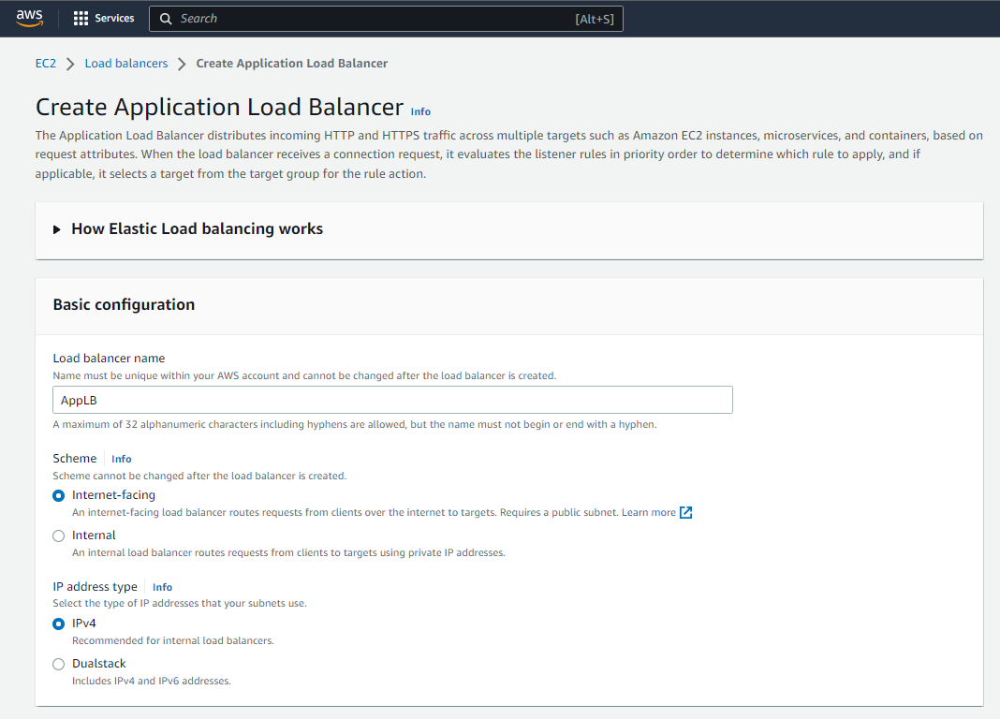 aws Services Search [Alt+S]
EC2 Load balancers Create Application Load Balancer
Create Application Load Balancer Info
The Application Load Balancer distributes incoming HTTP and HTTPS traffic across multiple targets such as Amazon EC2 instances, microservices, and containers, based on
request attributes. When the load balancer receives a connection request, it evaluates the listener rules in priority order to determine which rule to apply, and if
applicable, it selects a target from the target group for the rule action.
How Elastic Load balancing works
Basic configuration
Load balancer name
Name must be unique within your AWS account and cannot be changed after the load balancer is created.
AppLB
A maximum of 32 alphanumeric characters including hyphens are allowed, but the name must not begin or end with a hyphen.
Scheme Info
Scheme cannot be changed after the load balancer is created.
Internet-facing
An internet-facing load balancer routes requests from clients over the internet to targets. Requires a public subnet. Learn more
Internal
An internal load balancer routes requests from clients to targets using private IP addresses.
IP address type Info
Select the type of IP addresses that your subnets use.
IPv4
Recommended for internal load balancers.
Dualstack
Includes IPv4 and IPv6 addresses.